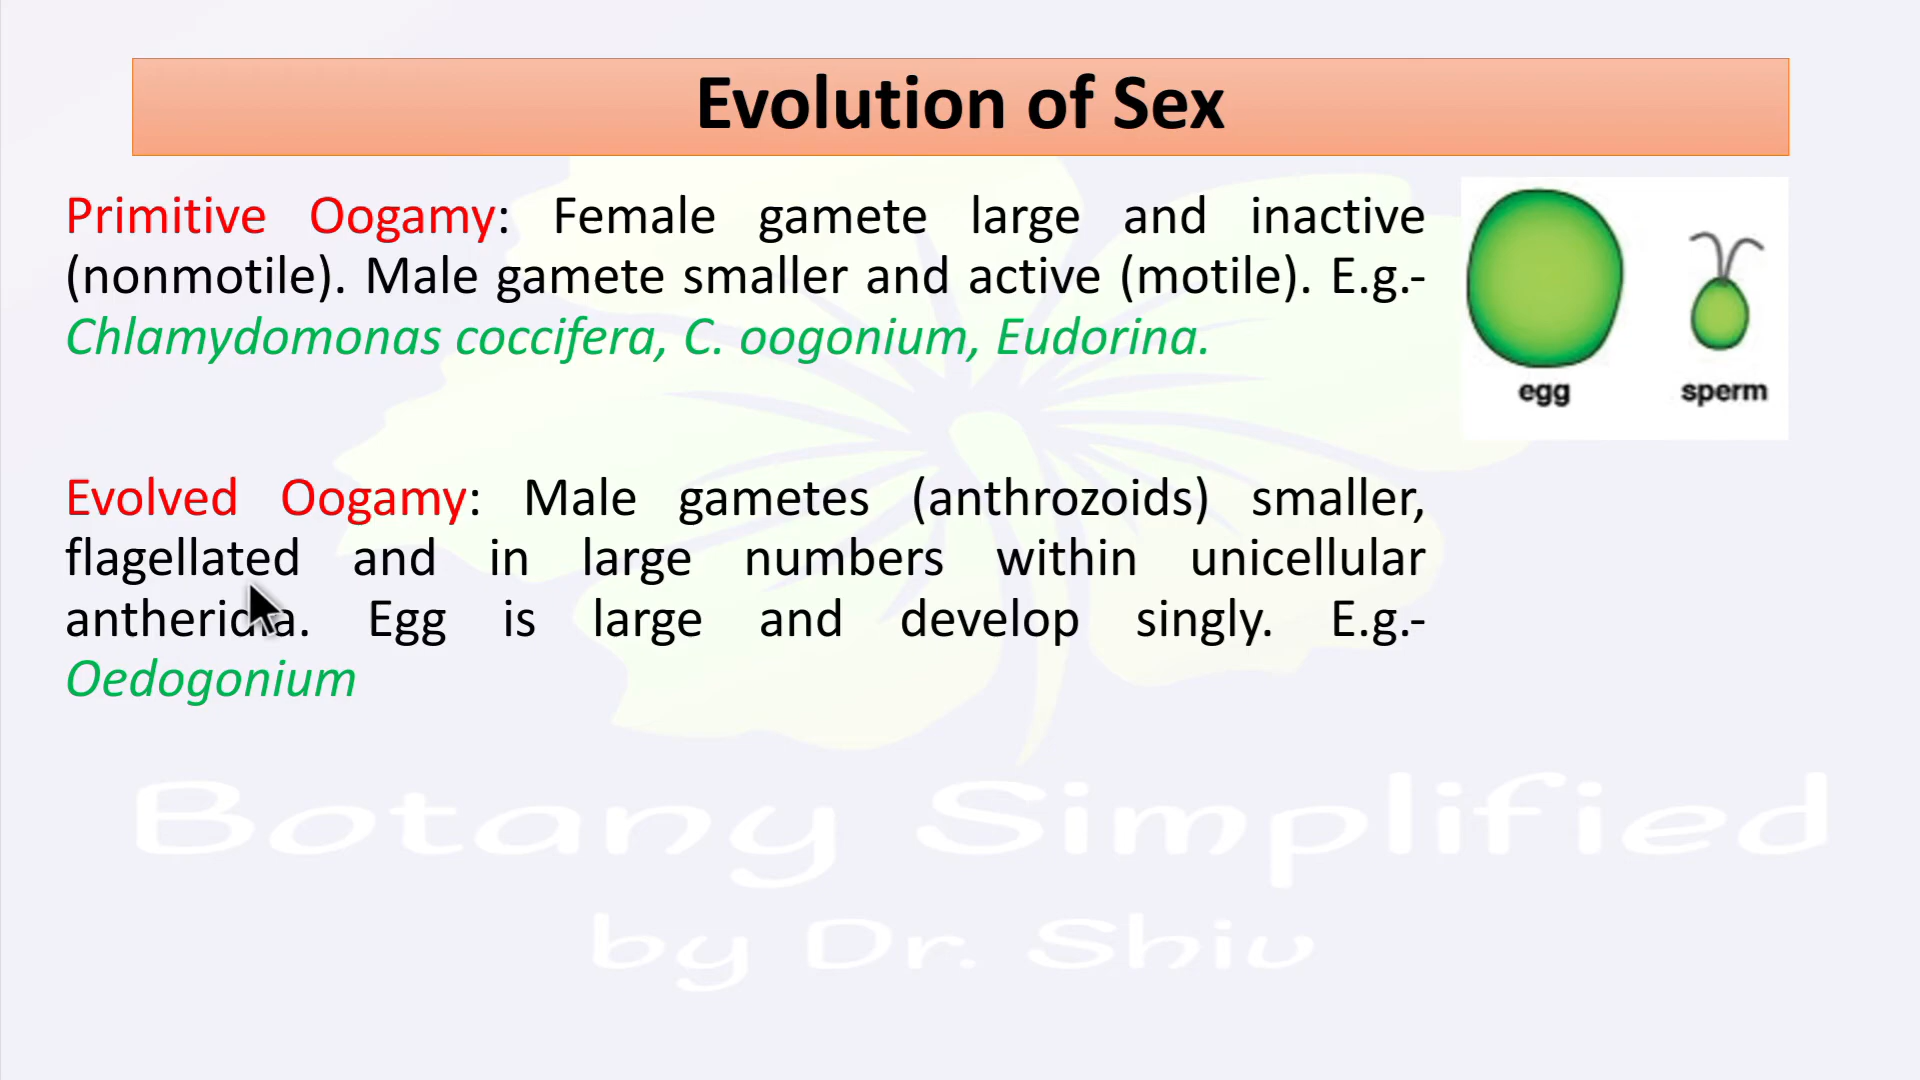 Evolution of Sex
Primitive Oogamy: Female gamete large and inactive
(nonmotile). Male gamete smaller and active (motile). E.g.-
Chlamydomonas coccifera, C. oogonium, Eudorina.
egg sperm
Evolved Oogamy: Male gametes (anthrozoids) smaller,
flagellated and in large numbers within unicellular
antheridia. Egg is large and develop singly. E.g.-
Oedogonium
Botany Simplified
by Dr. Shiv